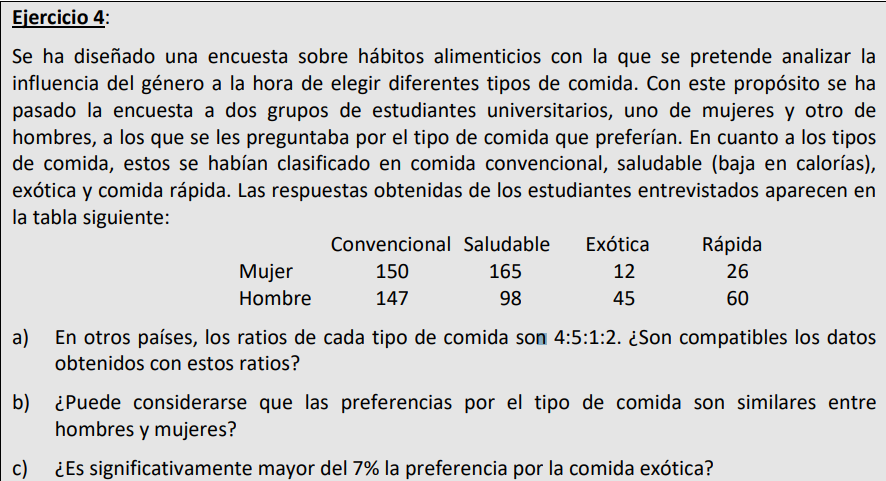 Ejercicio 4:
Se ha diseñado una encuesta sobre hábitos alimenticios con la que se pretende analizar la
influencia del género a la hora de elegir diferentes tipos de comida. Con este propósito se ha
pasado la encuesta a dos grupos de estudiantes universitarios, uno de mujeres y otro de
hombres, a los que se les preguntaba por el tipo de comida que preferían. En cuanto a los tipos
de comida, estos se habían clasificado en comida convencional, saludable (baja en calorías),
exótica y comida rápida. Las respuestas obtenidas de los estudiantes entrevistados aparecen en
la tabla siguiente:
Convencional Saludable Exótica Rápida
Mujer 150 165 12 26
Hombre 147 98 45 60
a) En otros países, los ratios de cada tipo de comida son 4:5:1:2. ¿Son compatibles los datos
obtenidos con estos ratios?
b) ¿Puede considerarse que las preferencias por el tipo de comida son similares entre
hombres y mujeres?
c) ¿Es significativamente mayor del 7% la preferencia por la comida exótica?